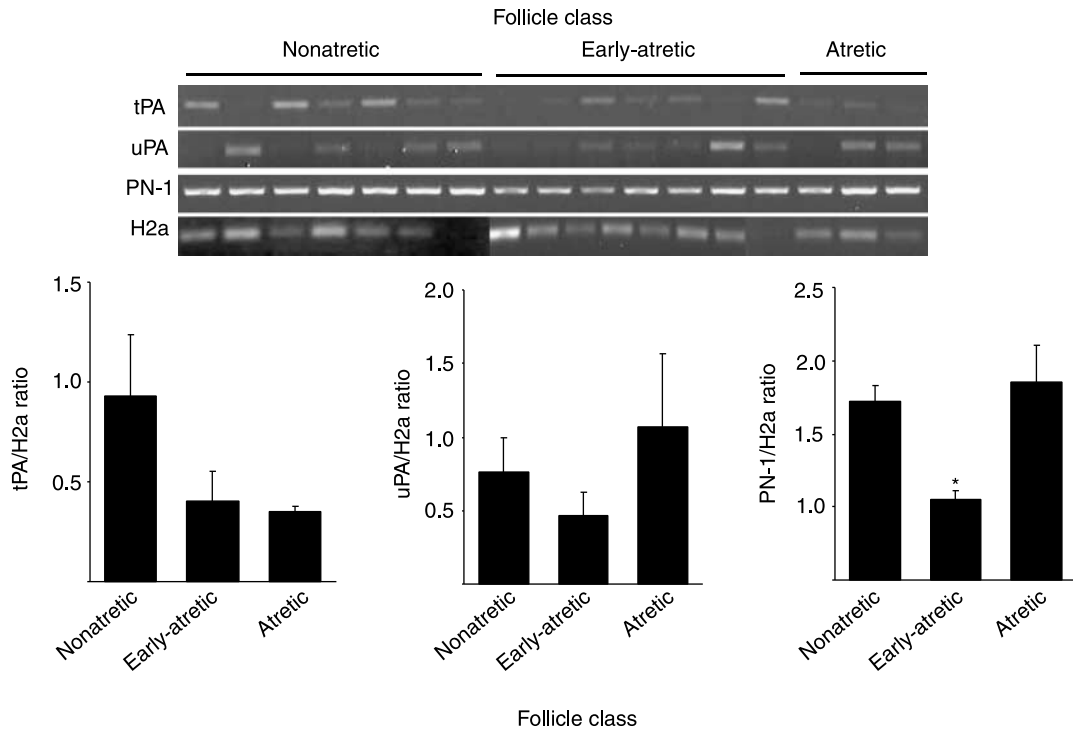 Follicle class
Nonatretic Early-atretic Atretic
tPA
uPA
PN-1
H2a
1.5
1.0
0.5
tPA/H2a ratio
Nonatretic
Early-atretic
Atretic
2.0
1.5
1.0
0.5
uPA/H2a ratio
Nonatretic
Early-atretic
Atretic
2.5
2.0
1.5
1.0
PN-1/H2a ratio
*
Nonatretic
Early-atretic
Atretic
Follicle class